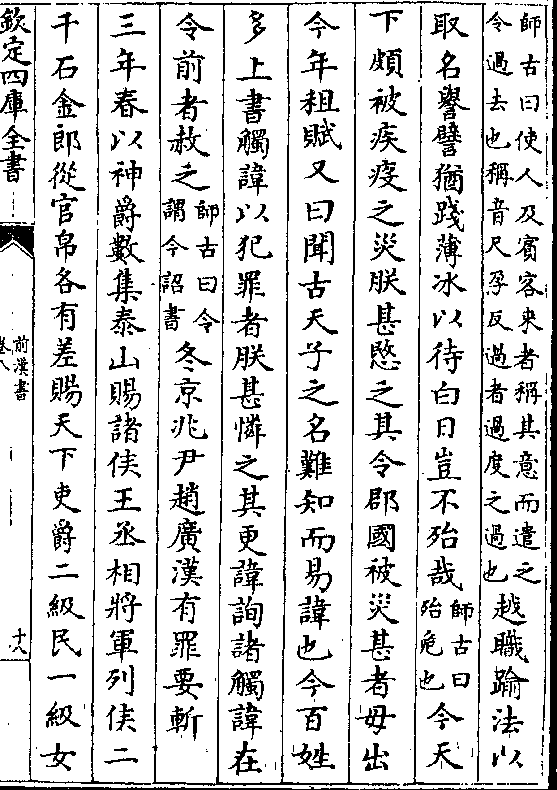 師古曰使人及賔客来者稱其意而遣之
令過去也稱音尺孕反過者過度之過也
越職踰法以
取名譽譬猶踐薄冰以待白日豈不殆哉
師古曰
殆危也
今天
下頗被疾疫之災朕甚愍之其令郡國被災甚者毋出
今年租賦又曰聞古天子之名難知而易諱也今百姓
多上書觸諱以犯罪者朕甚憐之其更諱詢諸觸諱在
令前者赦之
師古曰令
謂今詔書
冬京兆尹趙廣漢有罪要斬
三年春以神爵數集泰山賜諸侯王丞相將軍列侯二
千石金郎從官帛各有差賜天下吏爵二級民一級女
欽定四庫全書
前漢書
卷八
十八